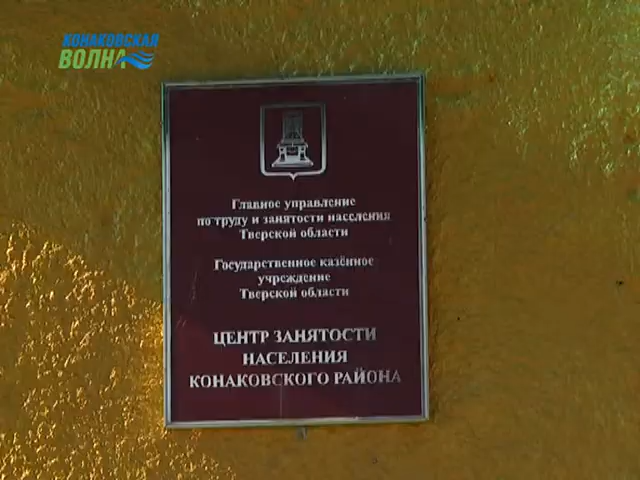 КОНАКОВСКАЯ
ВОЛНА
Главное управление
по труду и занятости населения
Тверской области
Государственное казённое
учреждение
Тверской области
ЦЕНТР ЗАНЯТОСТИ
НАСЕЛЕНИЯ
КОНАКОВСКОГО РАЙОНА